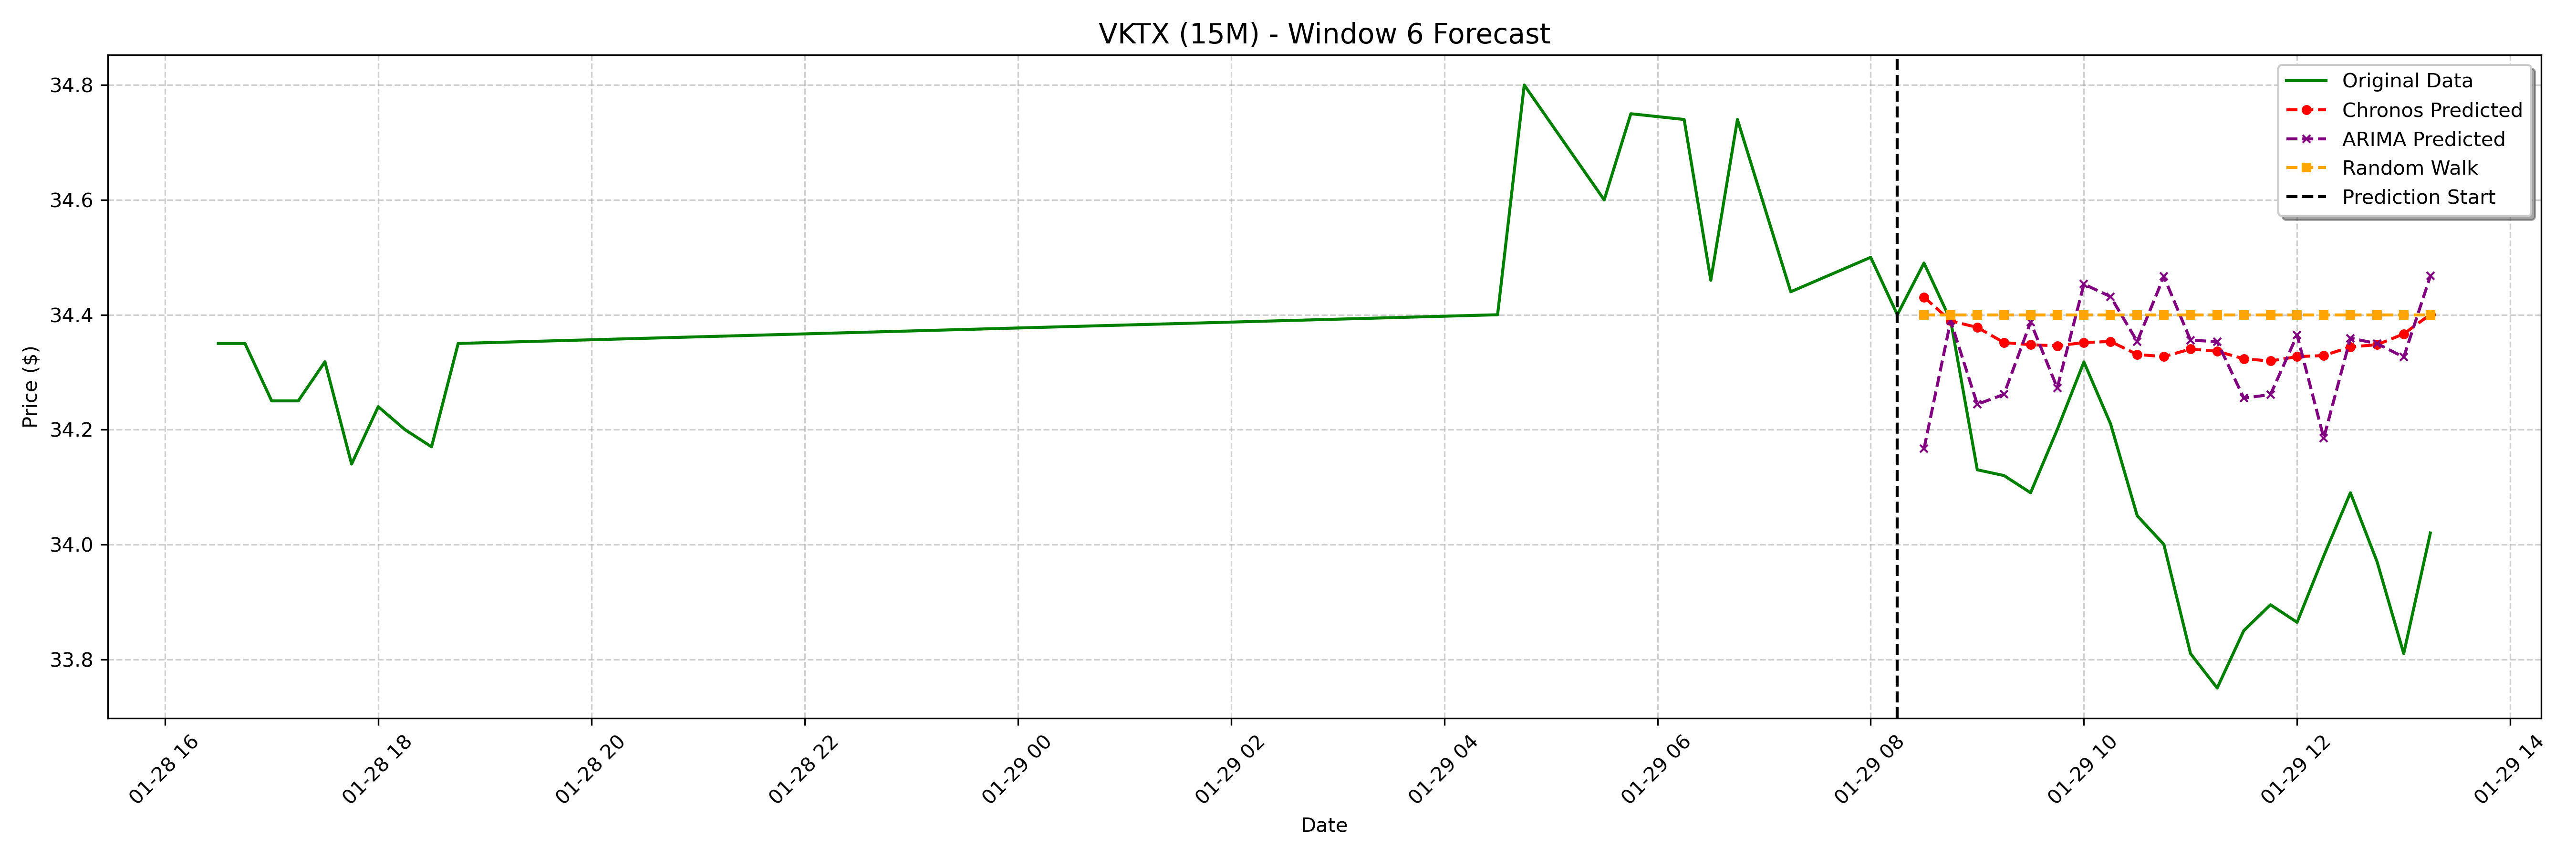 VKTX (15M) - Window 6 Forecast
Original Data
Chronos Predicted
ARIMA Predicted
Random Walk
Prediction Start
Price ($)
34.8
34.6
34.4
34.2
34.0
33.8
01-28 16
01-28 18
01-28 20
01-28 22
01-29 00
01-29 02
01-29 04
01-29 06
01-29 08
01-29 10
01-29 12
01-29 14
Date